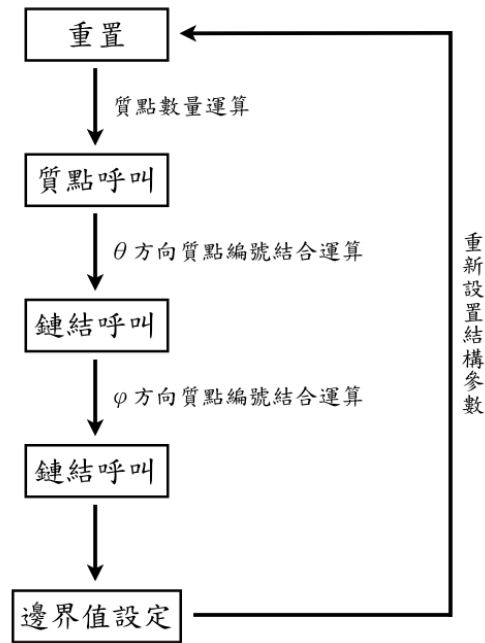 重置
質點數量運算
質點呼叫
θ 方向質點編號結合運算
鏈結呼叫
φ 方向質點編號結合運算
鏈結呼叫
邊界值設定
重新設置結構參數